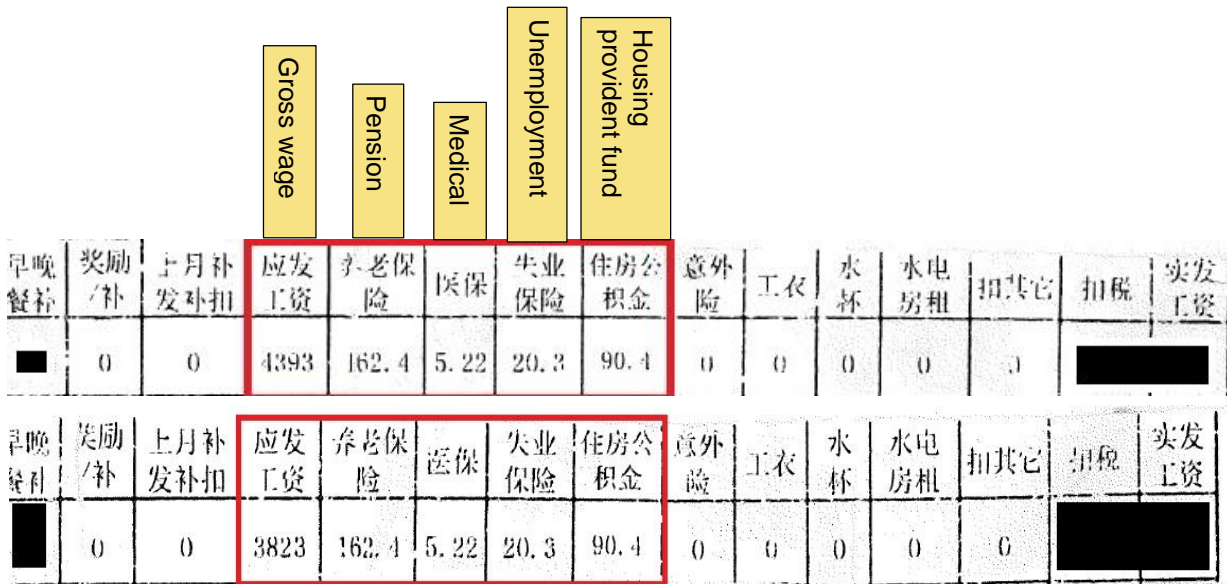 Gross wage
Pension
Medical
Unemployment
Housing
provident fund
早晚 奖励 上月补 应发 养老保 医保 失业 住房公 意外 工衣 水 水电 扣其它 扣税 实发
餐补 /补 发补扣 工资 险 保险 积金 险 杯 房租 工资
0 0 4393 162.4 5.22 20.3 90.4 0 0 0 0 0
早晚 奖励 上月补 应发 养老保 医保 失业 住房公 意外 工衣 水 水电 扣其它 扣税 实发
餐补 /补 发补扣 工资 险 保险 积金 险 杯 房租 工资
0 0 3823 162.4 5.22 20.3 90.4 0 0 0 0 0